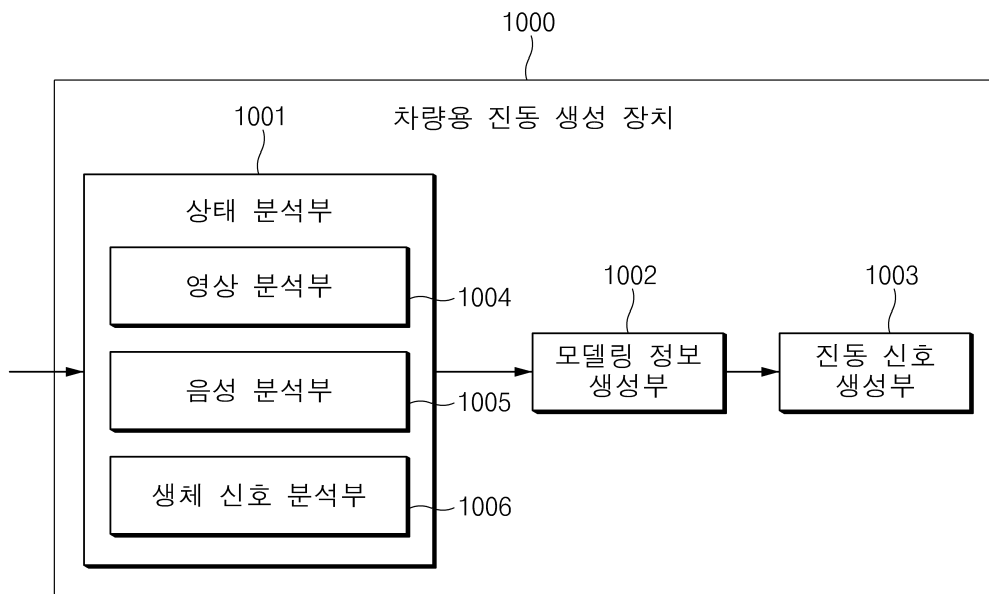 1000
차량용 진동 생성 장치
1001
상태 분석부
영상 분석부
1004
음성 분석부
1005
생체 신호 분석부
1006
1002
모델링 정보
생성부
1003
진동 신호
생성부